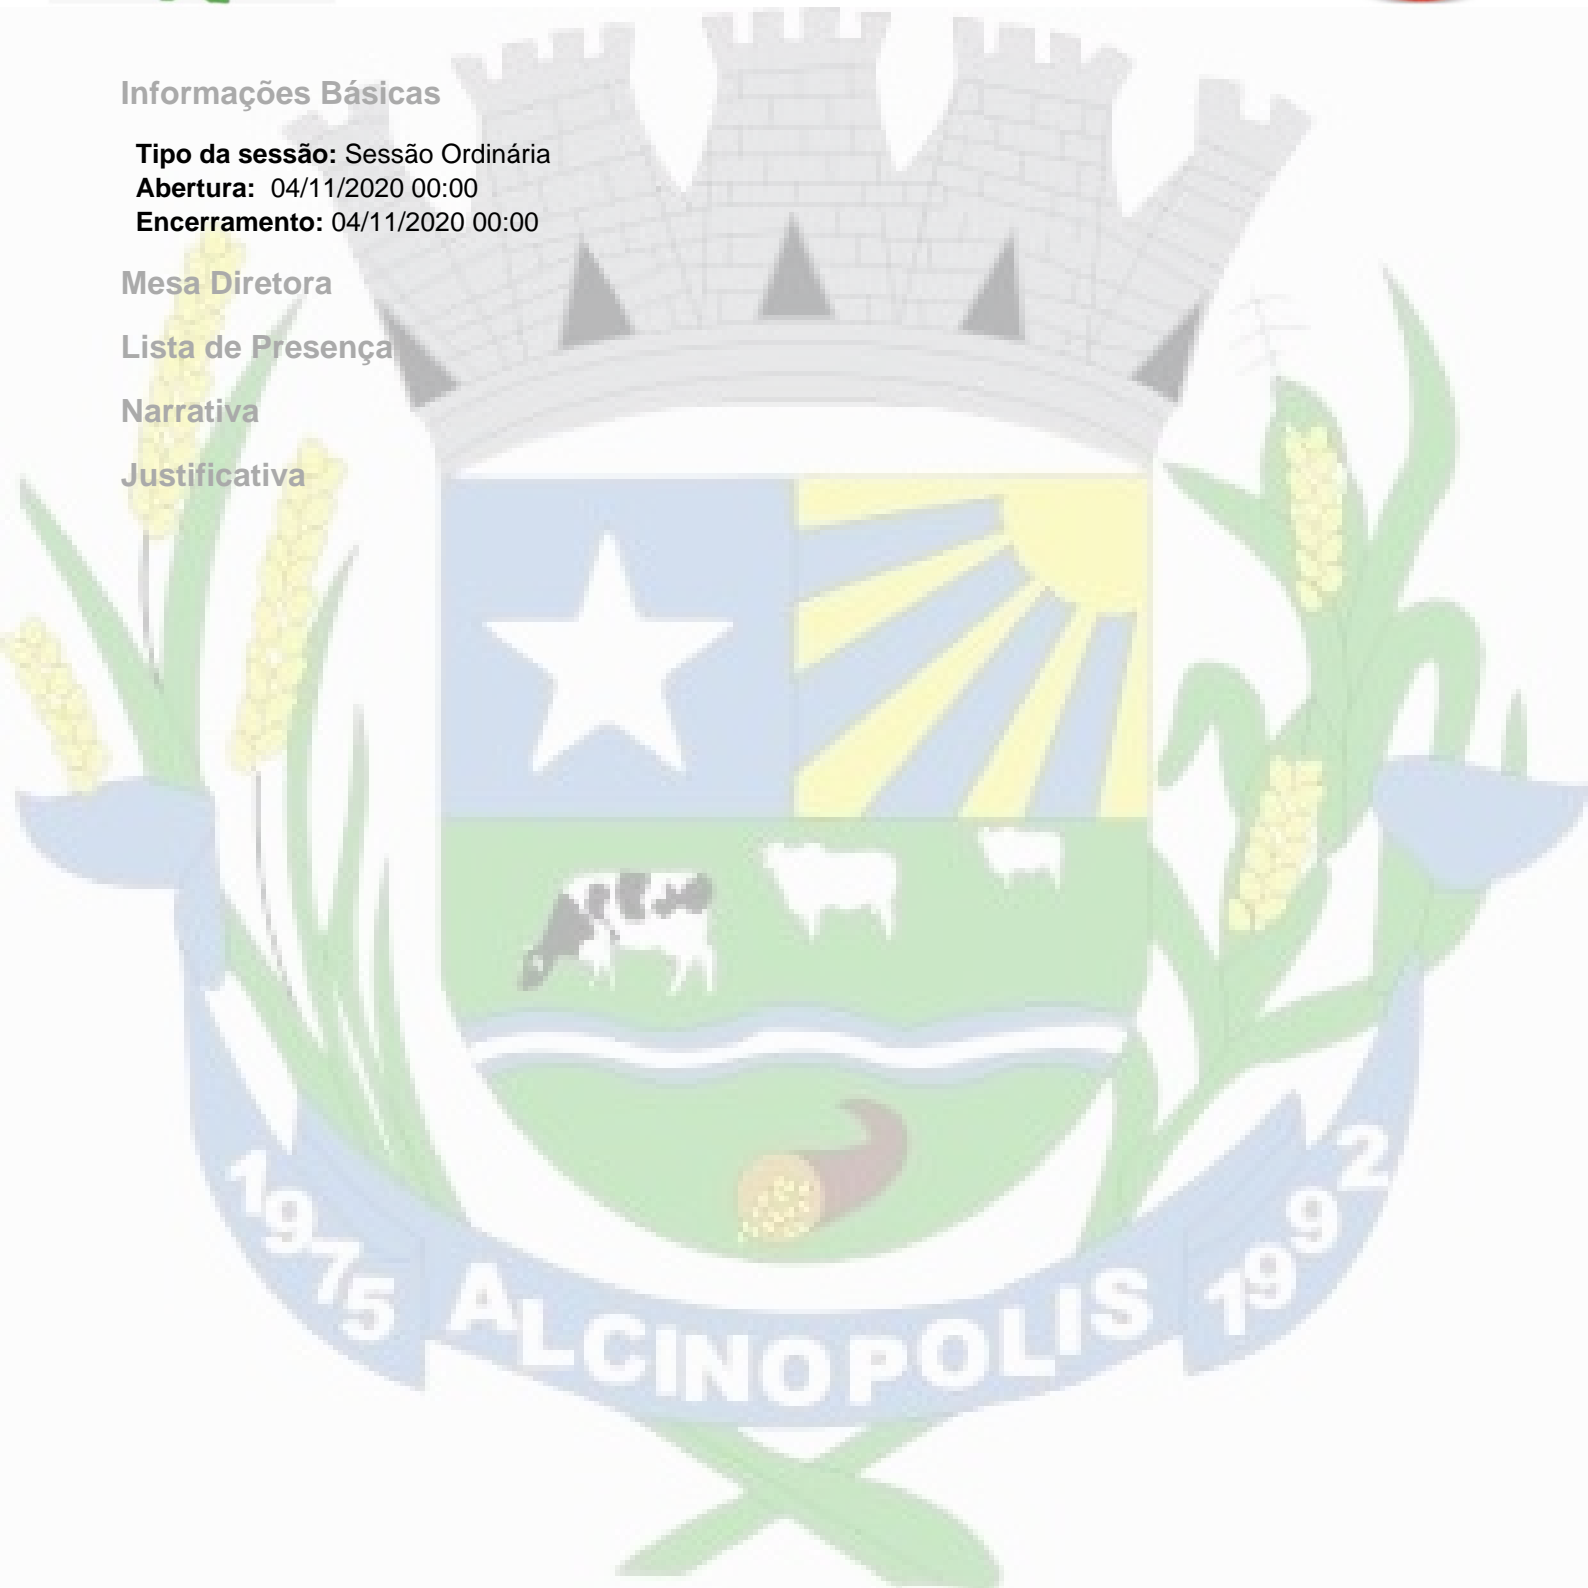 Informações Básicas
Tipo da sessão: Sessão Ordinária
Abertura: 04/11/2020 00:00
Encerramento: 04/11/2020 00:00
Mesa Diretora
Lista de Presença
Narrativa
Justificativa
1975 ALCINOPOLIS 1992